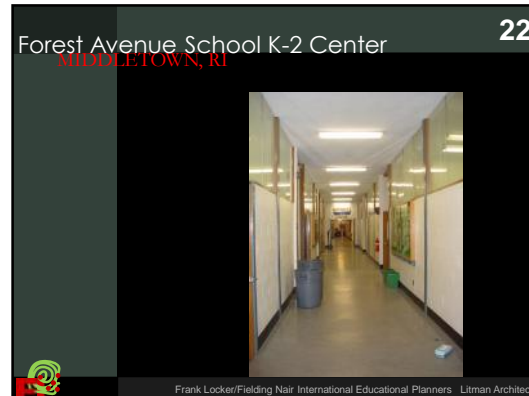 Forest Avenue School K-2 Center
22
MIDDLETOWN, RI
Frank Locker/Fielding Nair International Educational Planners Litman Architec